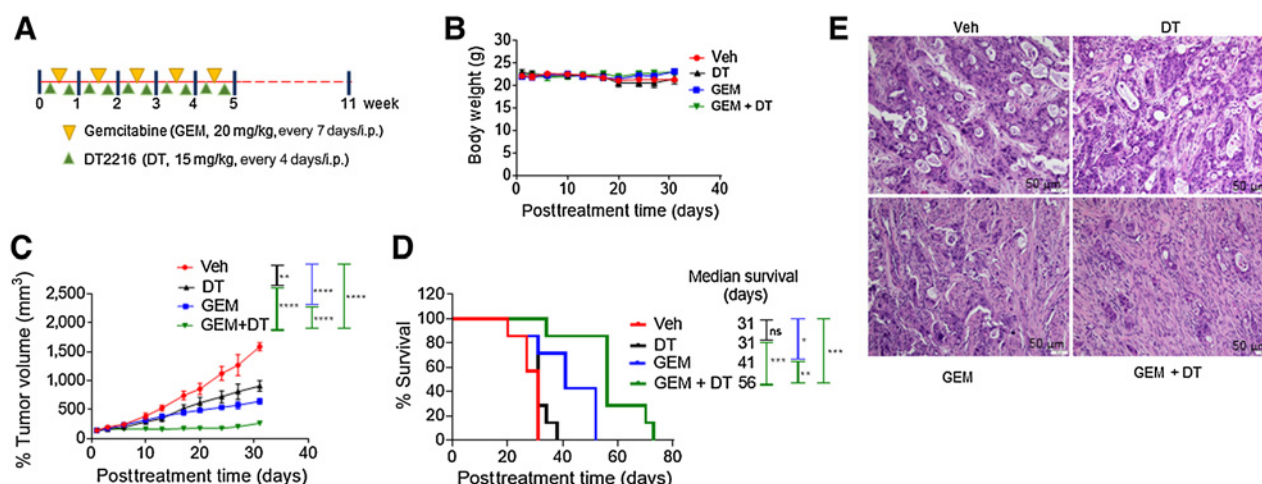 A
0 1 2 3 4 5 11 week
Gemcitabine (GEM, 20 mg/kg, every 7 days/i.p.)
DT2216 (DT, 15 mg/kg, every 4 days/i.p.)
B
Body weight (g)
30
25
20
15
10
5
0
0 10 20 30 40
Posttreatment time (days)
Veh
DT
GEM
GEM + DT
C
% Tumor volume (mm3)
2,500
2,000
1,500
1,000
500
0
0 10 20 30 40
Posttreatment time (days)
Veh
DT
GEM
GEM+DT
**
****
****
****
****
D
% Survival
120
100
80
60
40
20
0
0 20 40 60 80
Posttreatment time (days)
Median survival
(days)
Veh 31
DT 31
GEM 41
GEM + DT 56
ns
***
*
**
***
E
Veh DT
50 µm 50 µm
50 µm 50 µm
GEM GEM + DT